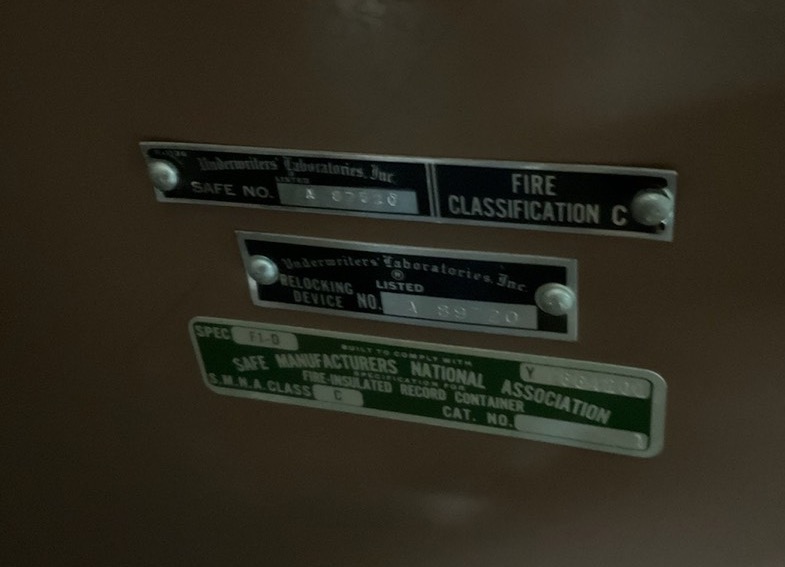 Underwriters' Laboratories, Inc.
LISTED
SAFE NO.
FIRE
CLASSIFICATION C
Underwriters' Laboratories, Inc.
® LISTED
RELOCKING
DEVICE NO.
SPEC F1-D
BUILT TO COMPLY WITH
Y
SAFE MANUFACTURERS NATIONAL ASSOCIATION
SPECIFICATION FOR
FIRE-INSULATED RECORD CONTAINER
S.M.N.A. CLASS C
CAT. NO.